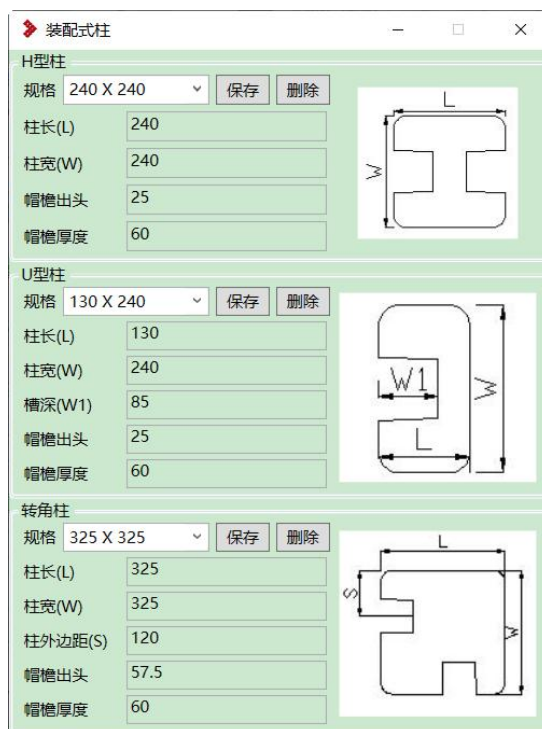 装配式柱
H型柱
规格 240 X 240 保存 删除
柱长(L) 240
柱宽(W) 240
帽檐出头 25
帽檐厚度 60
L
W
U型柱
规格 130 X 240 保存 删除
柱长(L) 130
柱宽(W) 240
槽深(W1) 85
帽檐出头 25
帽檐厚度 60
W1
W
L
转角柱
规格 325 X 325 保存 删除
柱长(L) 325
柱宽(W) 325
柱外边距(S) 120
帽檐出头 57.5
帽檐厚度 60
L
S
W